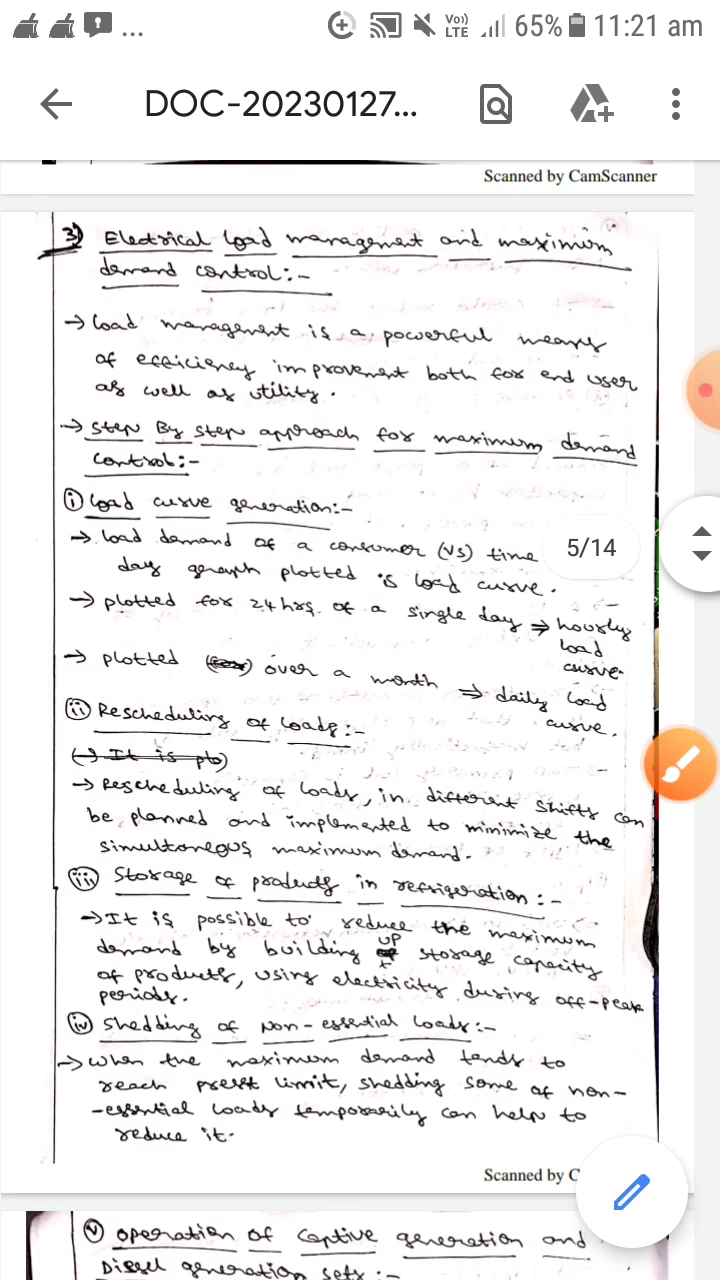 ... Vo)) LTE 65% 11:21 am
DOC-20230127...
Scanned by CamScanner
3) Electrical load management and maximum
demand control:-
→ load management is a powerful means
of efficiency improvement both for end user
as well as utility.
→ step By step approach for maximum demand
control:-
(i) load curve generation:-
→ load demand of a consumer (vs) time
5/14
day geraph plotted is load curve.
→ plotted for 24 hrs. of a single day ⇒ hourly
load
curve.
→ plotted over a month ⇒ daily load
curve.
(ii) Rescheduling of loads:-
(→ It is pb)
→ Rescheduling of loads, in different shifts can
be planned and implemented to minimize the
simultoneous maximum demand.
(iii) Storage of products in refrigeration:-
→ It is possible to reduce the maximum
demand by building up storage capacity
of products, using electricity during off-peak
periods.
(iv) shedding of Non-essential loads:-
→ when the maximum demand tends to
reach preset limit, shedding some of non-
-essential loads temporarily can help to
reduce it.
Scanned by C
(v) operation of captive generation and
Diesel generation sets:-